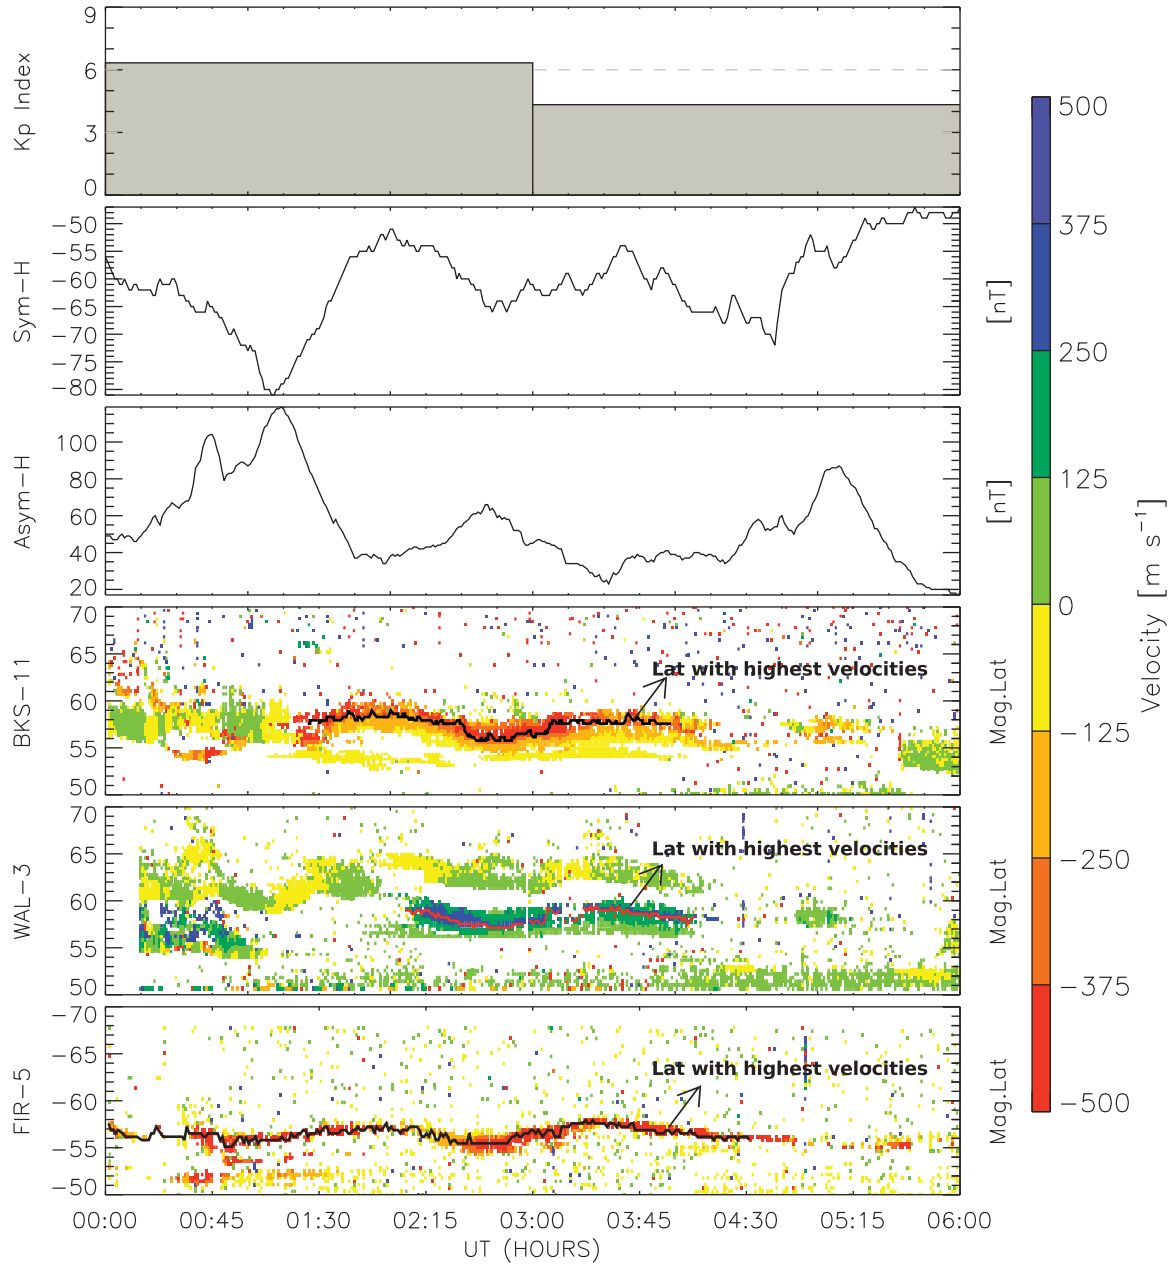 9
6
3
0
Kp Index
−50
−55
−60
−65
−70
−75
−80
Sym−H
[nT]
100
80
60
40
20
Asym−H
[nT]
70
65
60
55
50
BKS−11
Mag.Lat
Lat with highest velocities
70
65
60
55
50
WAL−3
Mag.Lat
Lat with highest velocities
−70
−65
−60
−55
−50
FIR−5
Mag.Lat
Lat with highest velocities
00:00 00:45 01:30 02:15 03:00 03:45 04:30 05:15 06:00
UT (HOURS)
500
375
250
125
0
−125
−250
−375
−500
Velocity [m s⁻¹]